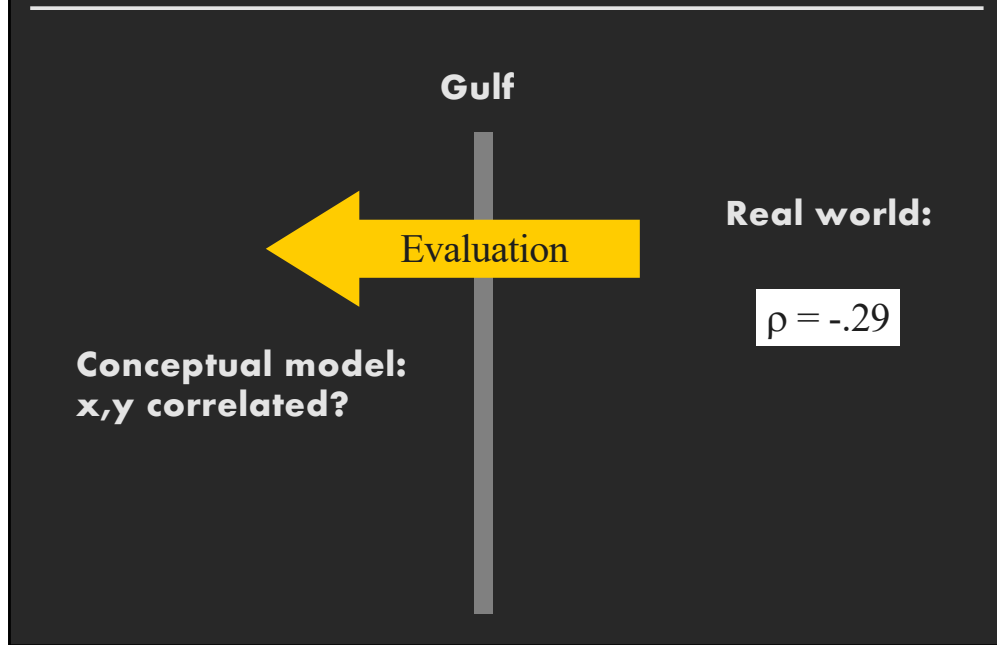 Gulf
Evaluation
Real world:
ρ = -.29
Conceptual model:
x,y correlated?